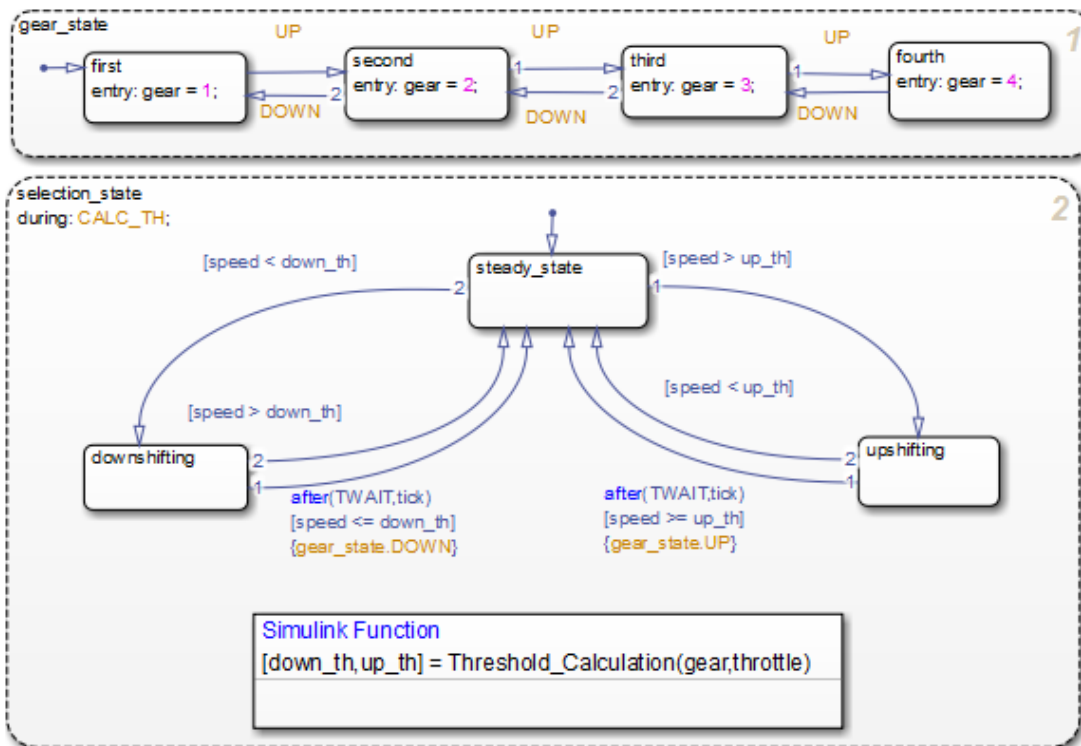 gear_state
1
UP
UP
UP
first
entry: gear = 1;
second
entry: gear = 2;
third
entry: gear = 3;
fourth
entry: gear = 4;
1
2
1
2
DOWN
DOWN
DOWN
selection_state
during: CALC_TH;
2
[speed < down_th]
steady_state
[speed > up_th]
2
1
[speed > down_th]
[speed < up_th]
downshifting
2
1
upshifting
2
1
after(TWAIT,tick)
[speed <= down_th]
{gear_state.DOWN}
after(TWAIT,tick)
[speed >= up_th]
{gear_state.UP}
Simulink Function
[down_th,up_th] = Threshold_Calculation(gear,throttle)